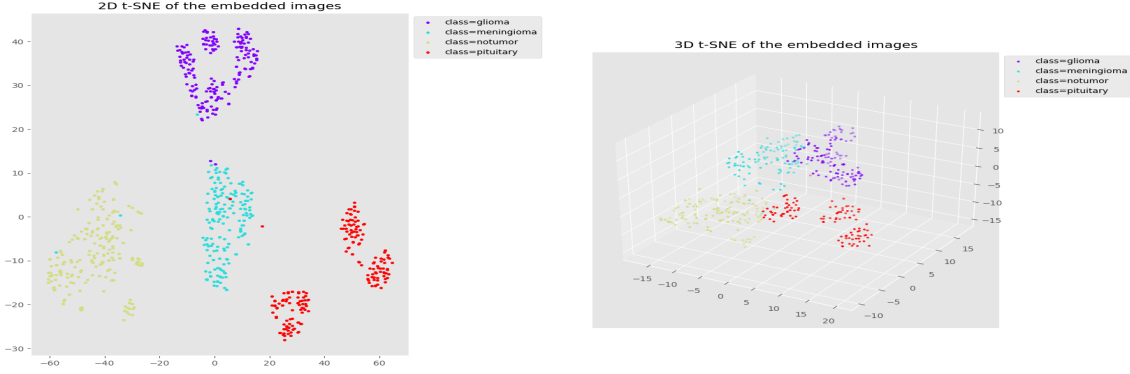 2D t-SNE of the embedded images
class=glioma
class=meningioma
class=notumor
class=pituitary
40
30
20
10
0
−10
−20
−30
−60 −40 −20 0 20 40 60
3D t-SNE of the embedded images
class=glioma
class=meningioma
class=notumor
class=pituitary
10
5
0
−5
−10
−15
−15 −10 −5 0 5 10 15 20
−10 −5 0 5 10 15